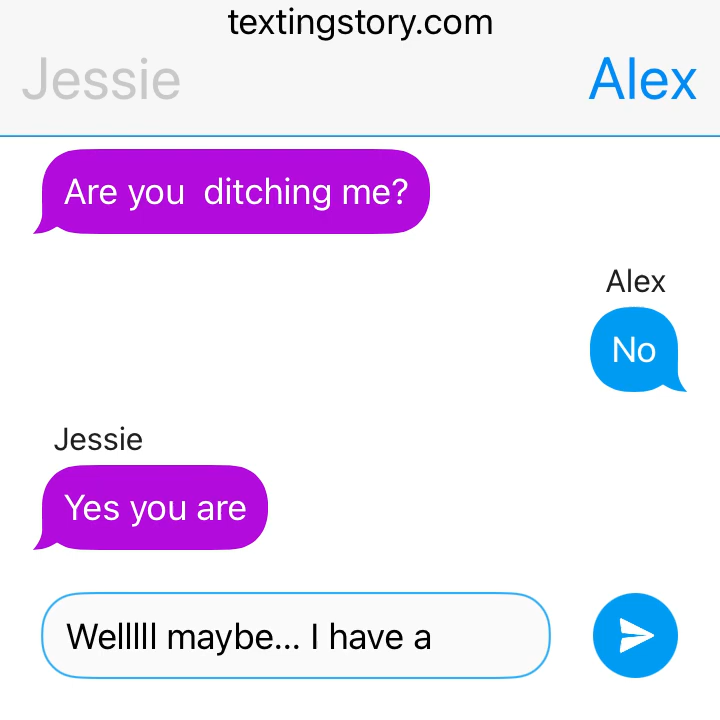 textingstory.com
Jessie Alex
Are you  ditching me?
Alex
No
Jessie
Yes you are
Welllll maybe... I have a